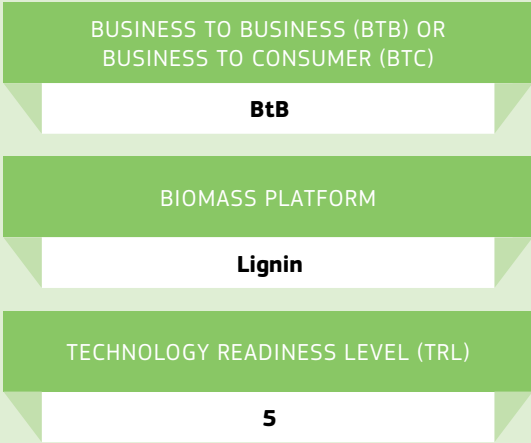 BUSINESS TO BUSINESS (BTB) OR
BUSINESS TO CONSUMER (BTC)
BtB
BIOMASS PLATFORM
Lignin
TECHNOLOGY READINESS LEVEL (TRL)
5